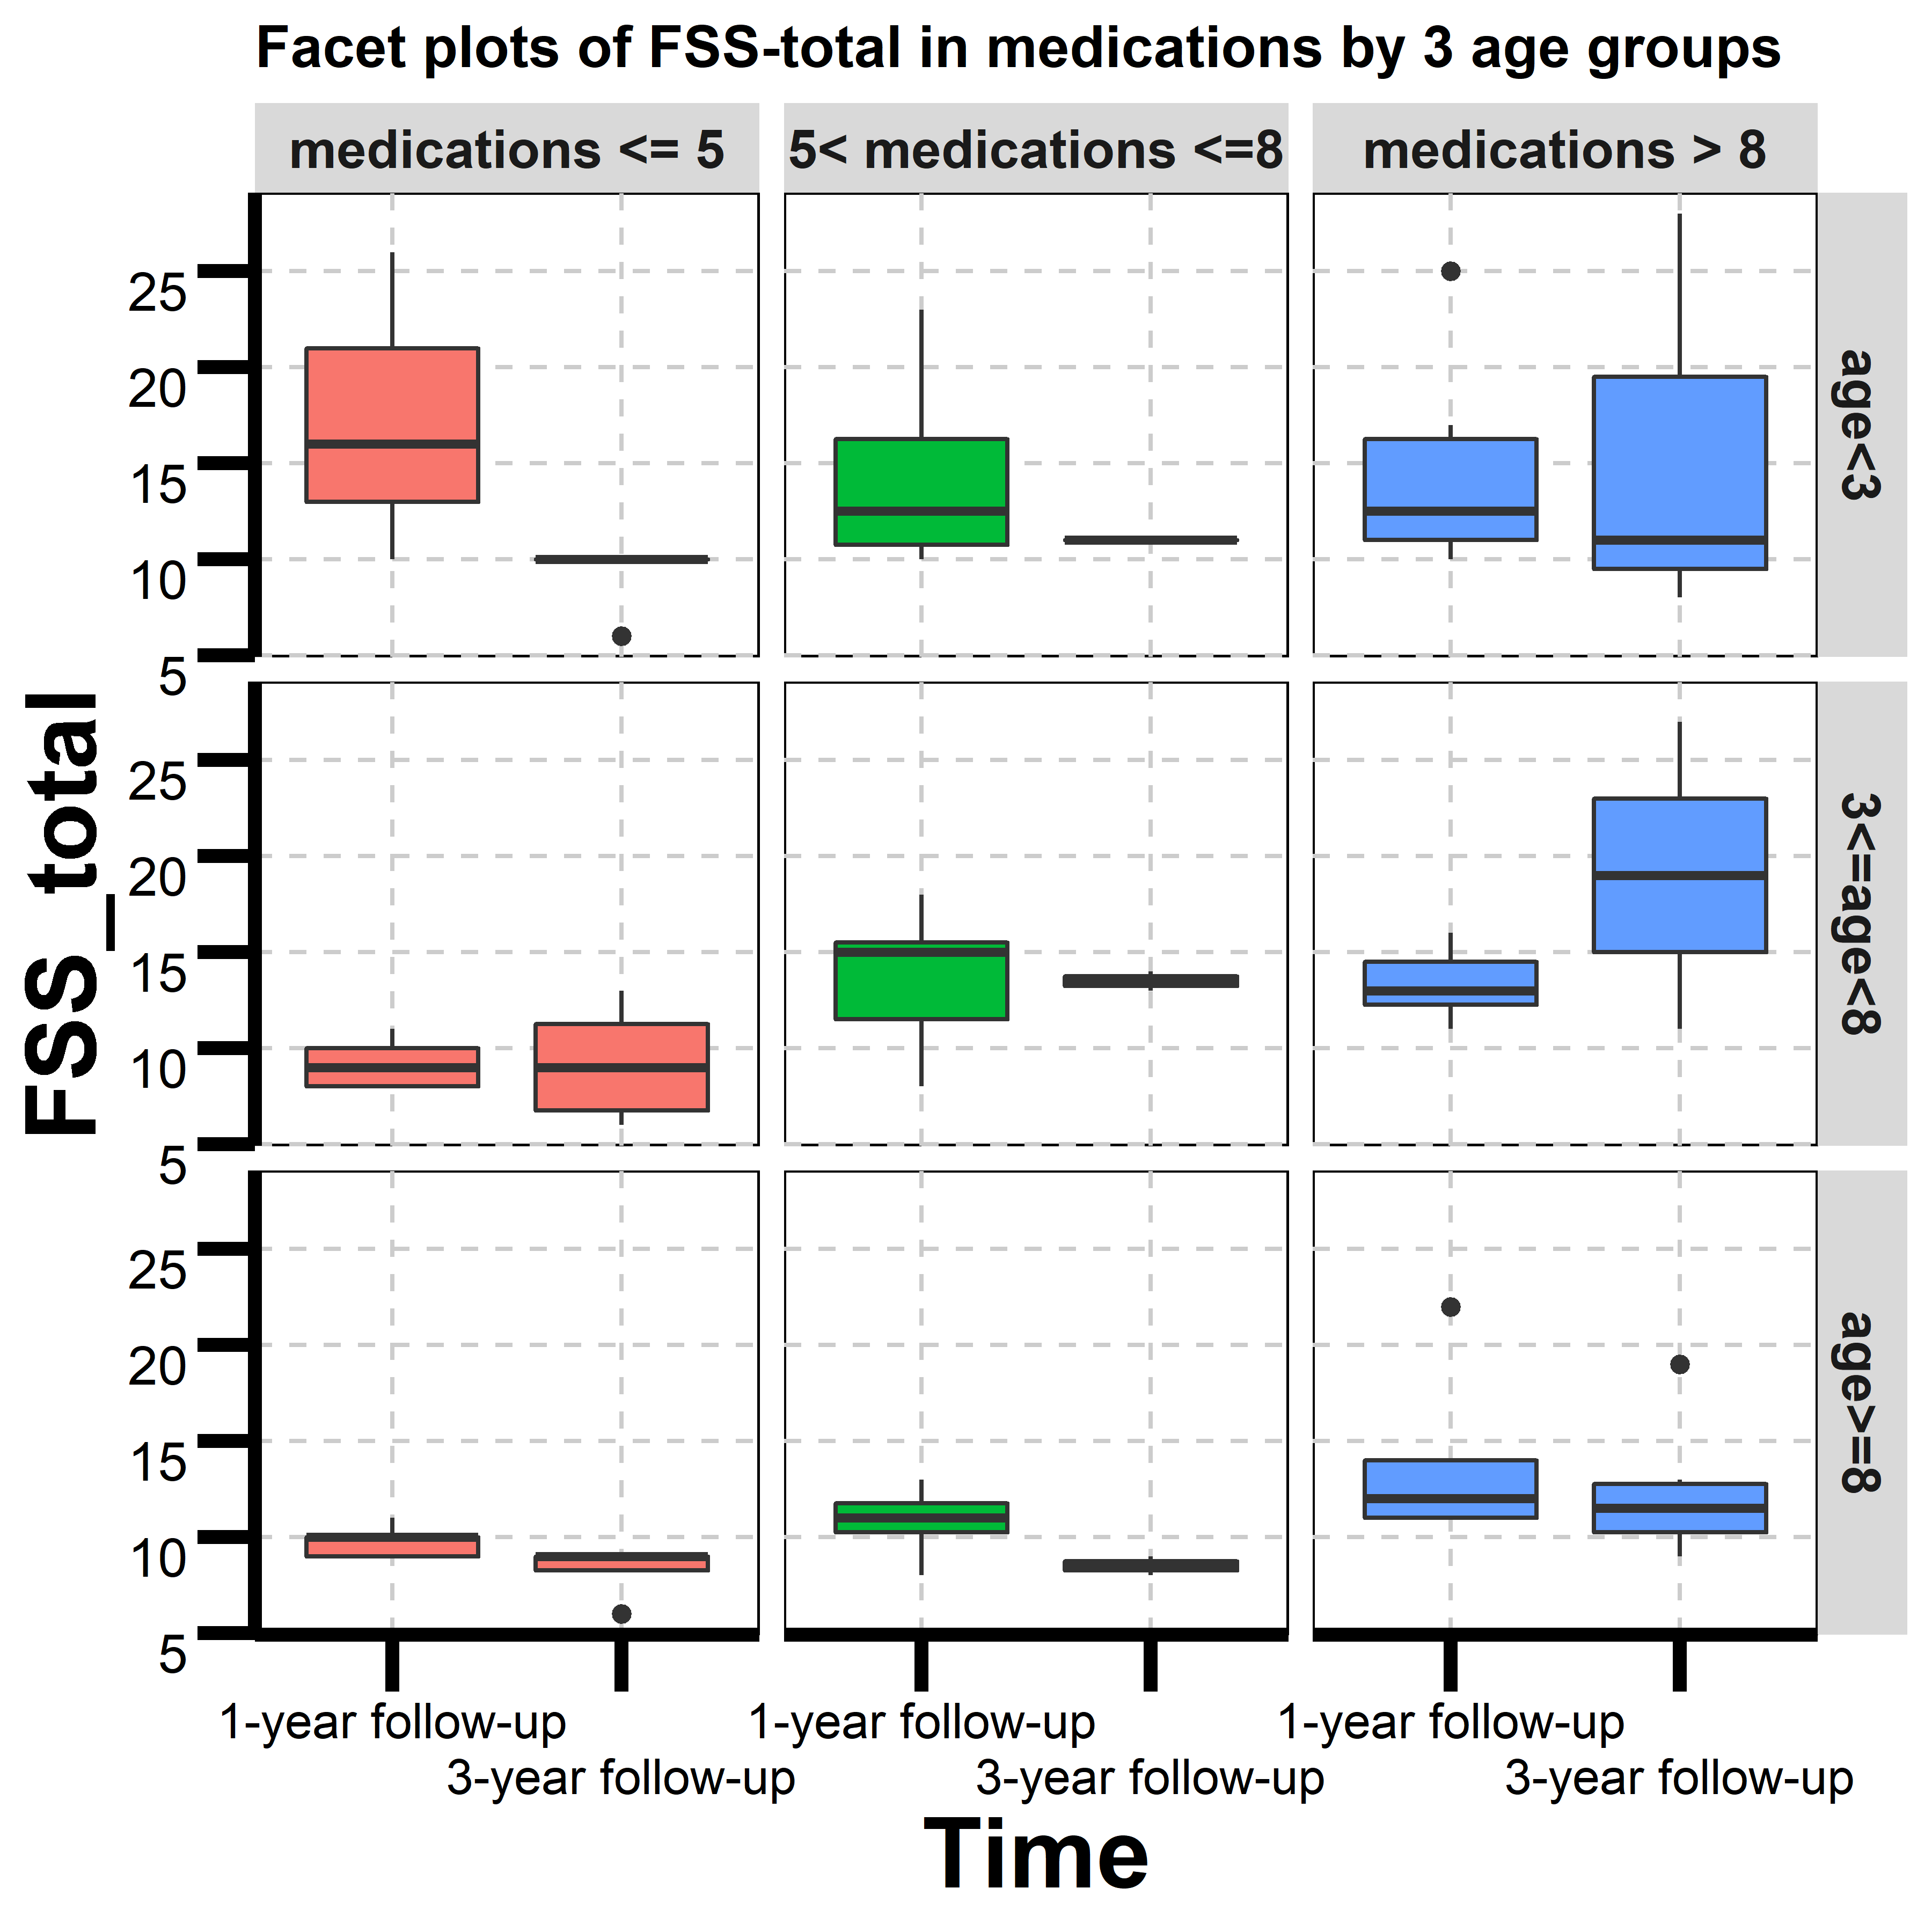 Facet plots of FSS-total in medications by 3 age groups
medications <= 5
5< medications <=8
medications > 8
25
20
15
10
5
age<3
FSS_total
25
20
15
10
5
3<=age<8
25
20
15
10
5
age>=8
1-year follow-up
3-year follow-up
1-year follow-up
3-year follow-up
1-year follow-up
3-year follow-up
Time